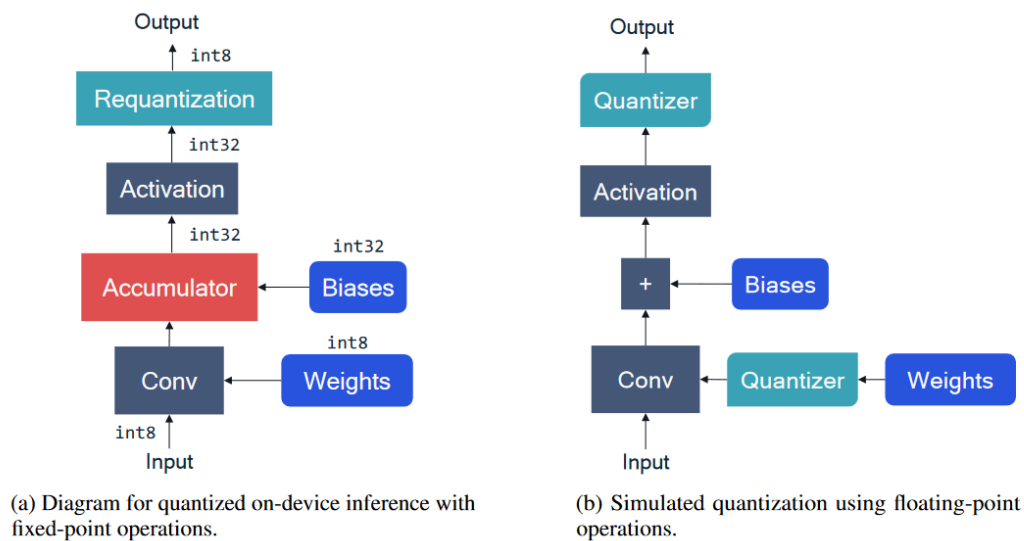 Output
int8
Requantization
int32
Activation
int32
int32
Accumulator
Biases
int8
Conv
Weights
int8
Input
(a) Diagram for quantized on-device inference with
fixed-point operations.
Output
Quantizer
Activation
+
Biases
Conv
Quantizer
Weights
Input
(b) Simulated quantization using floating-point
operations.